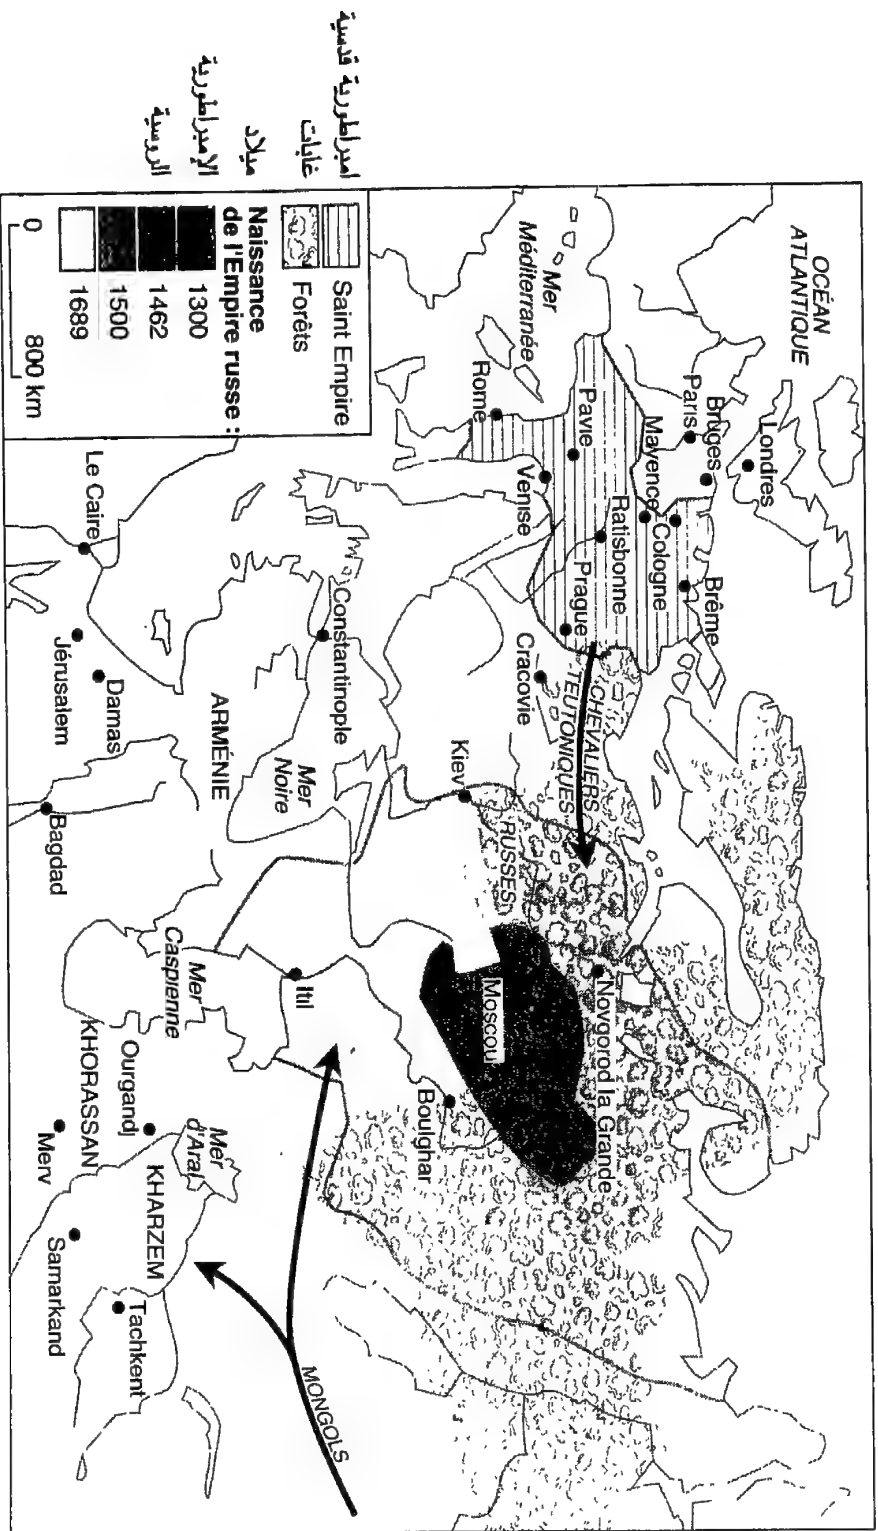 OCÉAN
ATLANTIQUE
Londres
Bruges
Paris
Brême
Cologne
Mayence
Ratisbonne
Prague
Pavie
Venise
Rome
Mer
Méditerranée
Cracovie
CHEVALIERS
TEUTONIQUES
Novgorod la Grande
RUSSES
Moscou
Kiev
Boulghar
Constantinople
Mer
Noire
ARMÉNIE
Itil
Mer
Caspienne
Mer
d'Aral
Ourgandj
KHARZEM
KHORASSAN
Merv
Samarkand
Tachkent
MONGOLS
Le Caire
Jérusalem
Damas
Bagdad
Saint Empire
Forêts
Naissance
de l'Empire russe :
1300
1462
1500
1689
0 800 km
امبراطورية قدسية
غابات
ميلاد
الإمبراطورية
الروسية